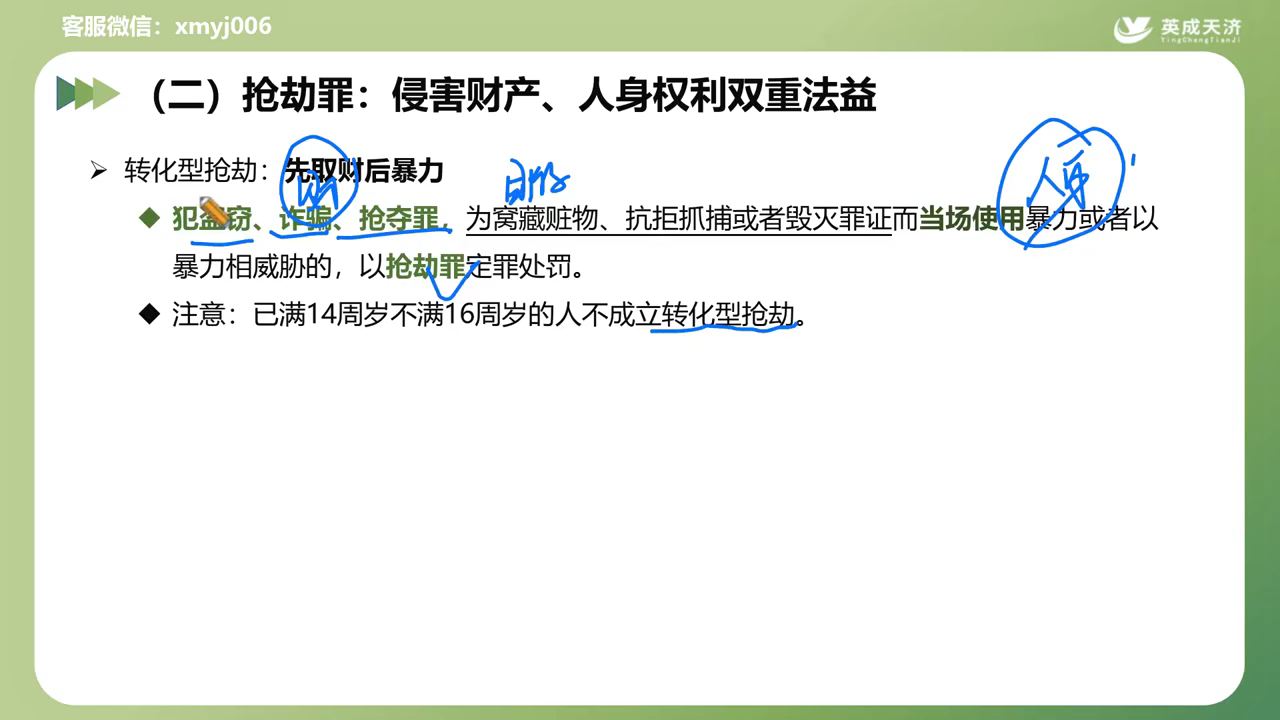 客服微信：xmyj006
英成天济
YingChengTianJi
（二）抢劫罪：侵害财产、人身权利双重法益
转化型抢劫：先取财后暴力
犯盗窃、诈骗、抢夺罪，为窝藏赃物、抗拒抓捕或者毁灭罪证而当场使用暴力或者以
暴力相威胁的，以抢劫罪定罪处罚。
注意：已满14周岁不满16周岁的人不成立转化型抢劫。